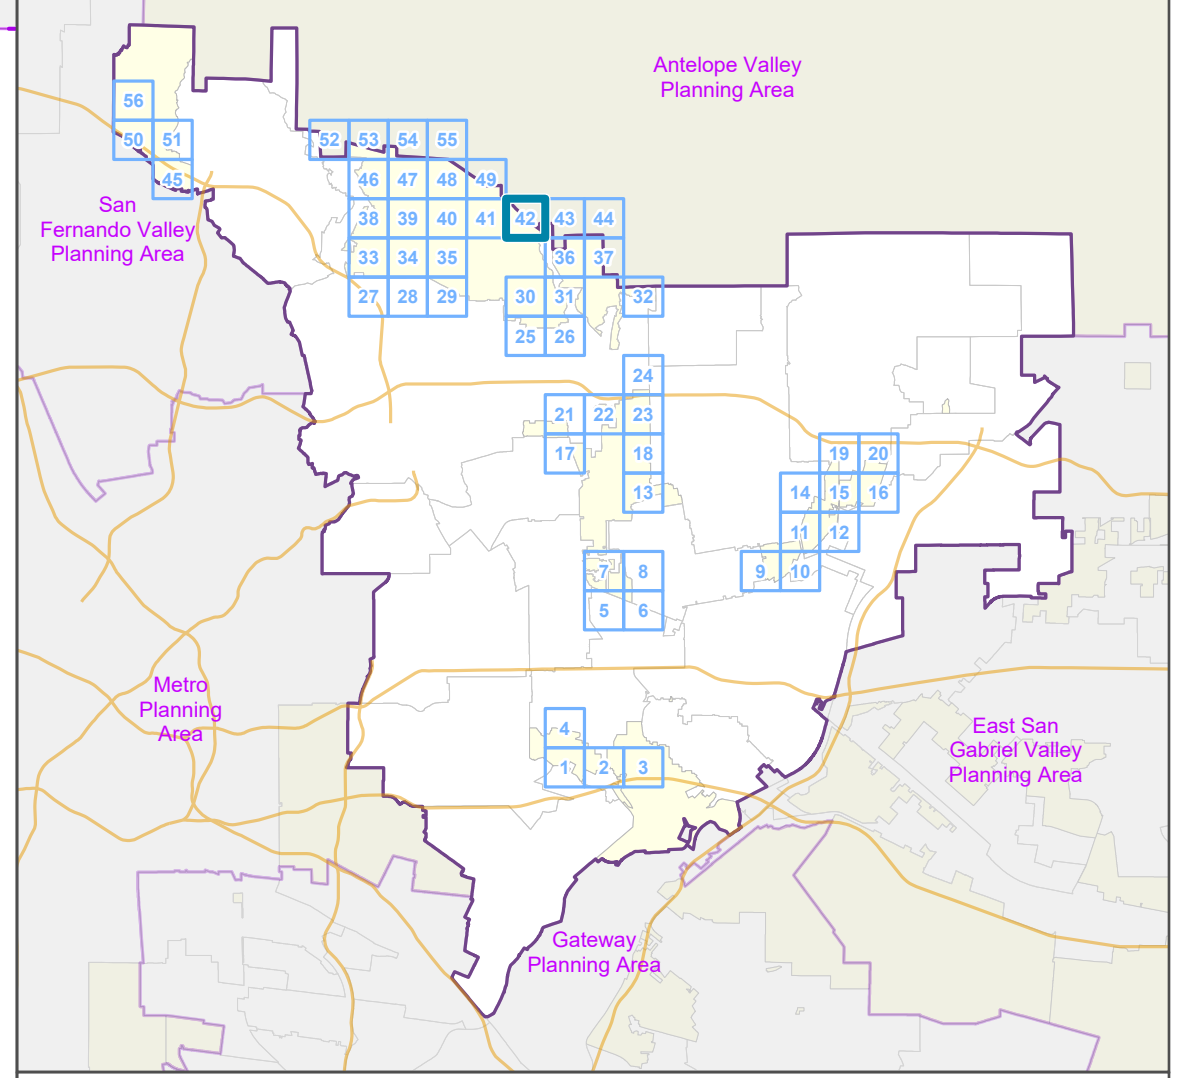 Antelope Valley
Planning Area
56
50 51
45
52 53 54 55
46 47 48 49
38 39 40 41 42 43 44
33 34 35 36 37
27 28 29 30 31 32
25 26
San
Fernando Valley
Planning Area
24
21 22 23
17 18
13
19 20
14 15 16
11 12
9 10
7 8
5 6
Metro
Planning
Area
4
1 2 3
East San
Gabriel Valley
Planning Area
Gateway
Planning Area